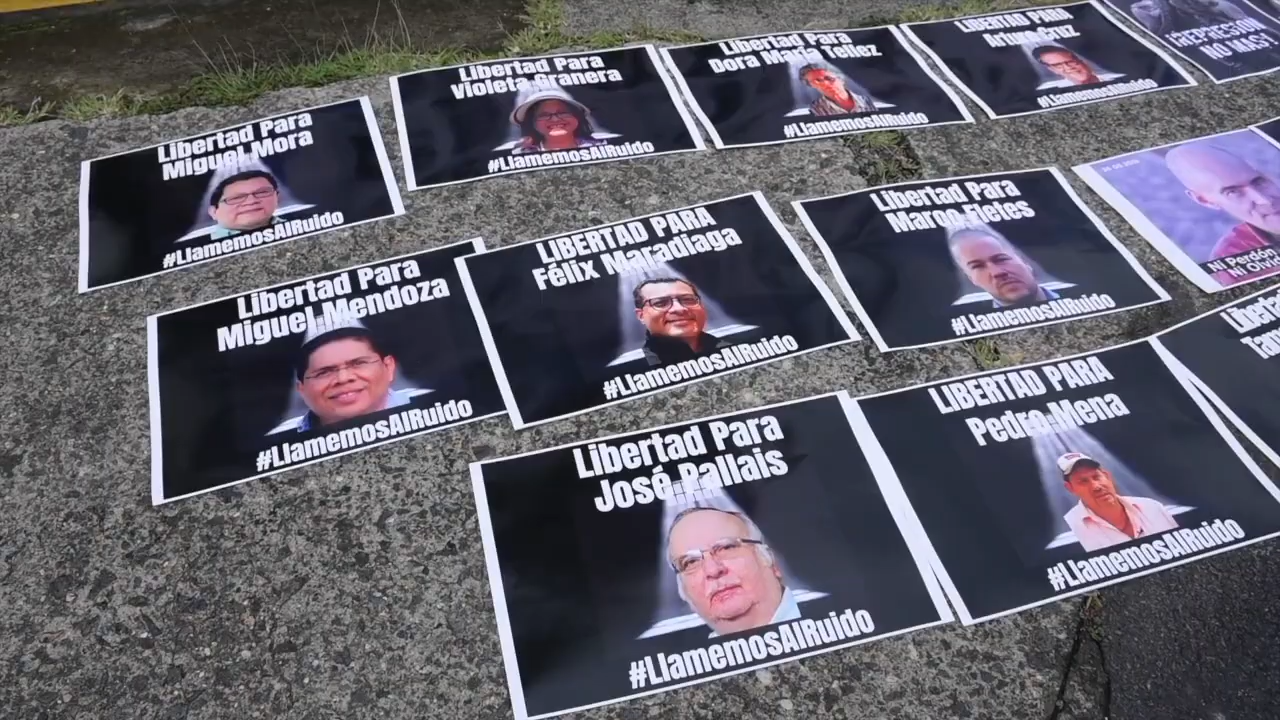 Libertad Para
Miguel Mora
#LlamemosAlRuido
Libertad Para
Violeta Granera
#LlamemosAlRuido
Libertad Para
Dora María Tellez
#LlamemosAlRuido
LIBERTAD PARA
Arturo Cruz
#LlamemosAlRuido
NO MAS!
Libertad Para
Miguel Mendoza
#LlamemosAlRuido
LIBERTAD PARA
Félix Maradiaga
#LlamemosAlRuido
Libertad Para
Marco Fletes
#LlamemosAlRuido
Ni Perdón
Ni Olvido
Libertad Para
José Pallais
#LlamemosAlRuido
LIBERTAD PARA
Pedro Mena
#LlamemosAlRuido